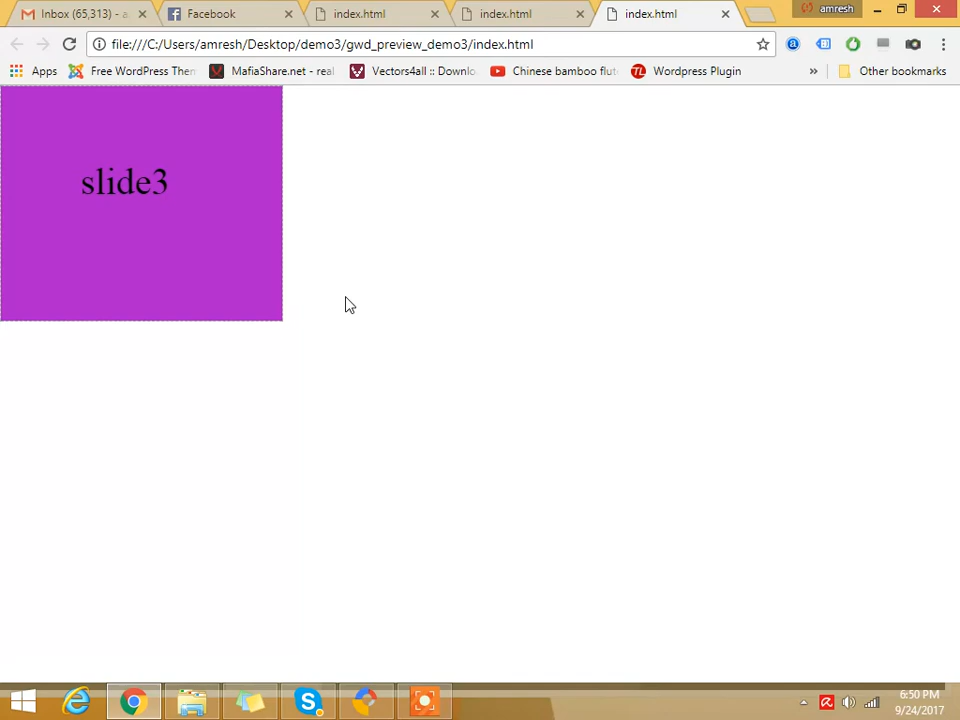 Inbox (65,313) - a
Facebook
index.html
index.html
index.html
amresh
file:///C:/Users/amresh/Desktop/demo3/gwd_preview_demo3/index.html
Apps
Free WordPress Then
MafiaShare.net - real
Vectors4all :: Downlo
Chinese bamboo flut
TL
Wordpress Plugin
»
Other bookmarks
slide3
6:50 PM
9/24/2017